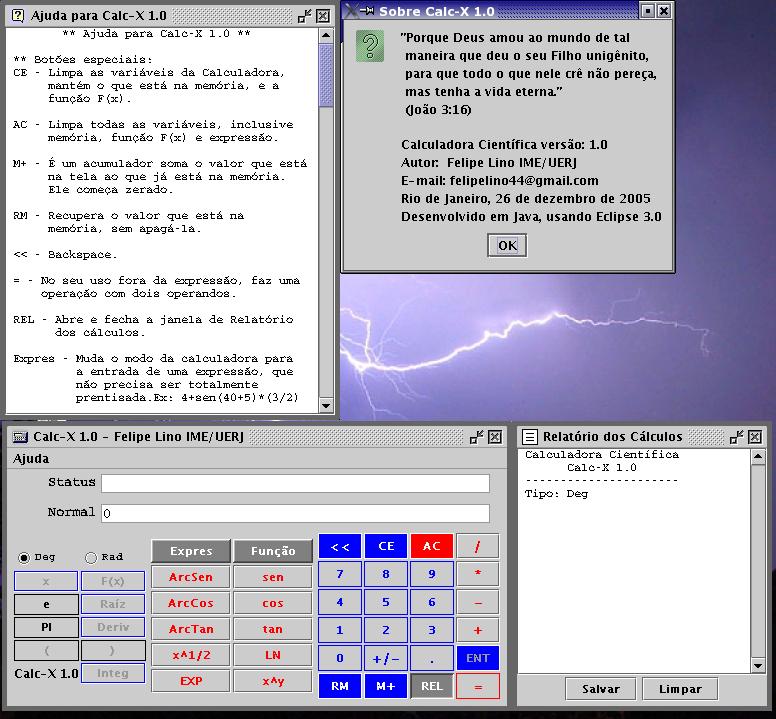 Ajuda para Calc-X 1.0
** Ajuda para Calc-X 1.0 **
** Botões especiais:
CE - Limpa as variáveis da Calculadora,
mantém o que está na memória, e a
função F(x).
AC - Limpa todas as variáveis, inclusive
memória, função F(x) e expressão.
M+ - É um acumulador soma o valor que está
na tela ao que já está na memória.
Ele começa zerado.
RM - Recupera o valor que está na
memória, sem apagá-la.
<< - Backspace.
= - No seu uso fora da expressão, faz uma
operação com dois operandos.
REL - Abre e fecha a janela de Relatório
dos cálculos.
Expres - Muda o modo da calculadora para
a entrada de uma expressão, que
não precisa ser totalmente
prentisada.Ex: 4+sen(40+5)*(3/2)
Sobre Calc-X 1.0
"Porque Deus amou ao mundo de tal
maneira que deu o seu Filho unigênito,
para que todo o que nele crê não pereça,
mas tenha a vida eterna."
(João 3:16)
Calculadora Científica versão: 1.0
Autor: Felipe Lino IME/UERJ
E-mail: felipelino44@gmail.com
Rio de Janeiro, 26 de dezembro de 2005
Desenvolvido em Java, usando Eclipse 3.0
OK
Calc-X 1.0 - Felipe Lino IME/UERJ
Ajuda
Status
Normal 0
Deg Rad
x F(x)
e Raíz
PI Deriv
( )
Calc-X 1.0 Integ
Expres Função
ArcSen sen
ArcCos cos
ArcTan tan
x^1/2 LN
EXP x^y
<< CE AC /
7 8 9 *
4 5 6 -
1 2 3 +
0 +/- . ENT
RM M+ REL =
Relatório dos Cálculos
Calculadora Científica
Calc-X 1.0
----------------------
Tipo: Deg
Salvar Limpar